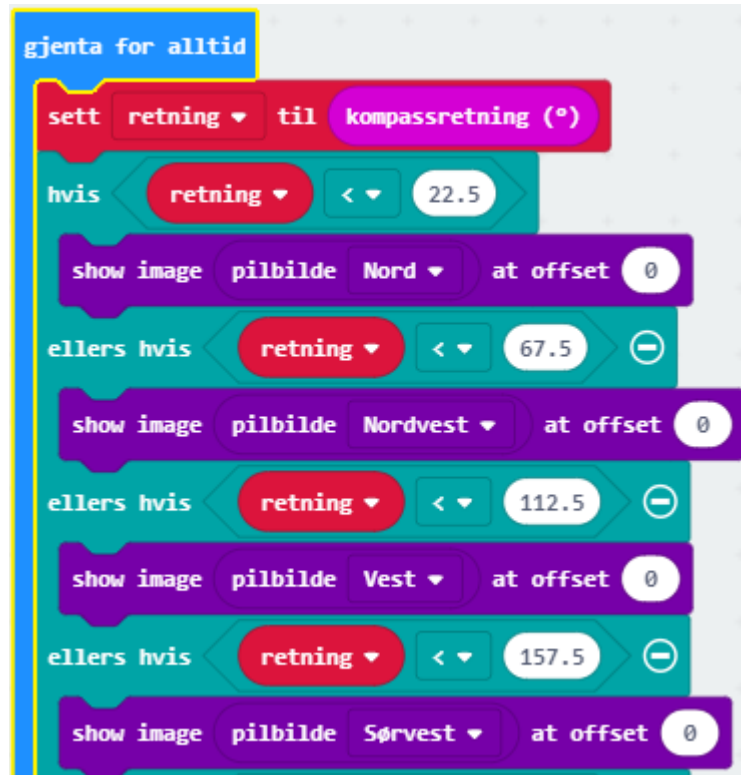 gjenta for alltid
sett retning til kompassretning (°)
hvis retning < 22.5
show image pilbilde Nord at offset 0
ellers hvis retning < 67.5
show image pilbilde Nordvest at offset 0
ellers hvis retning < 112.5
show image pilbilde Vest at offset 0
ellers hvis retning < 157.5
show image pilbilde Sørvest at offset 0